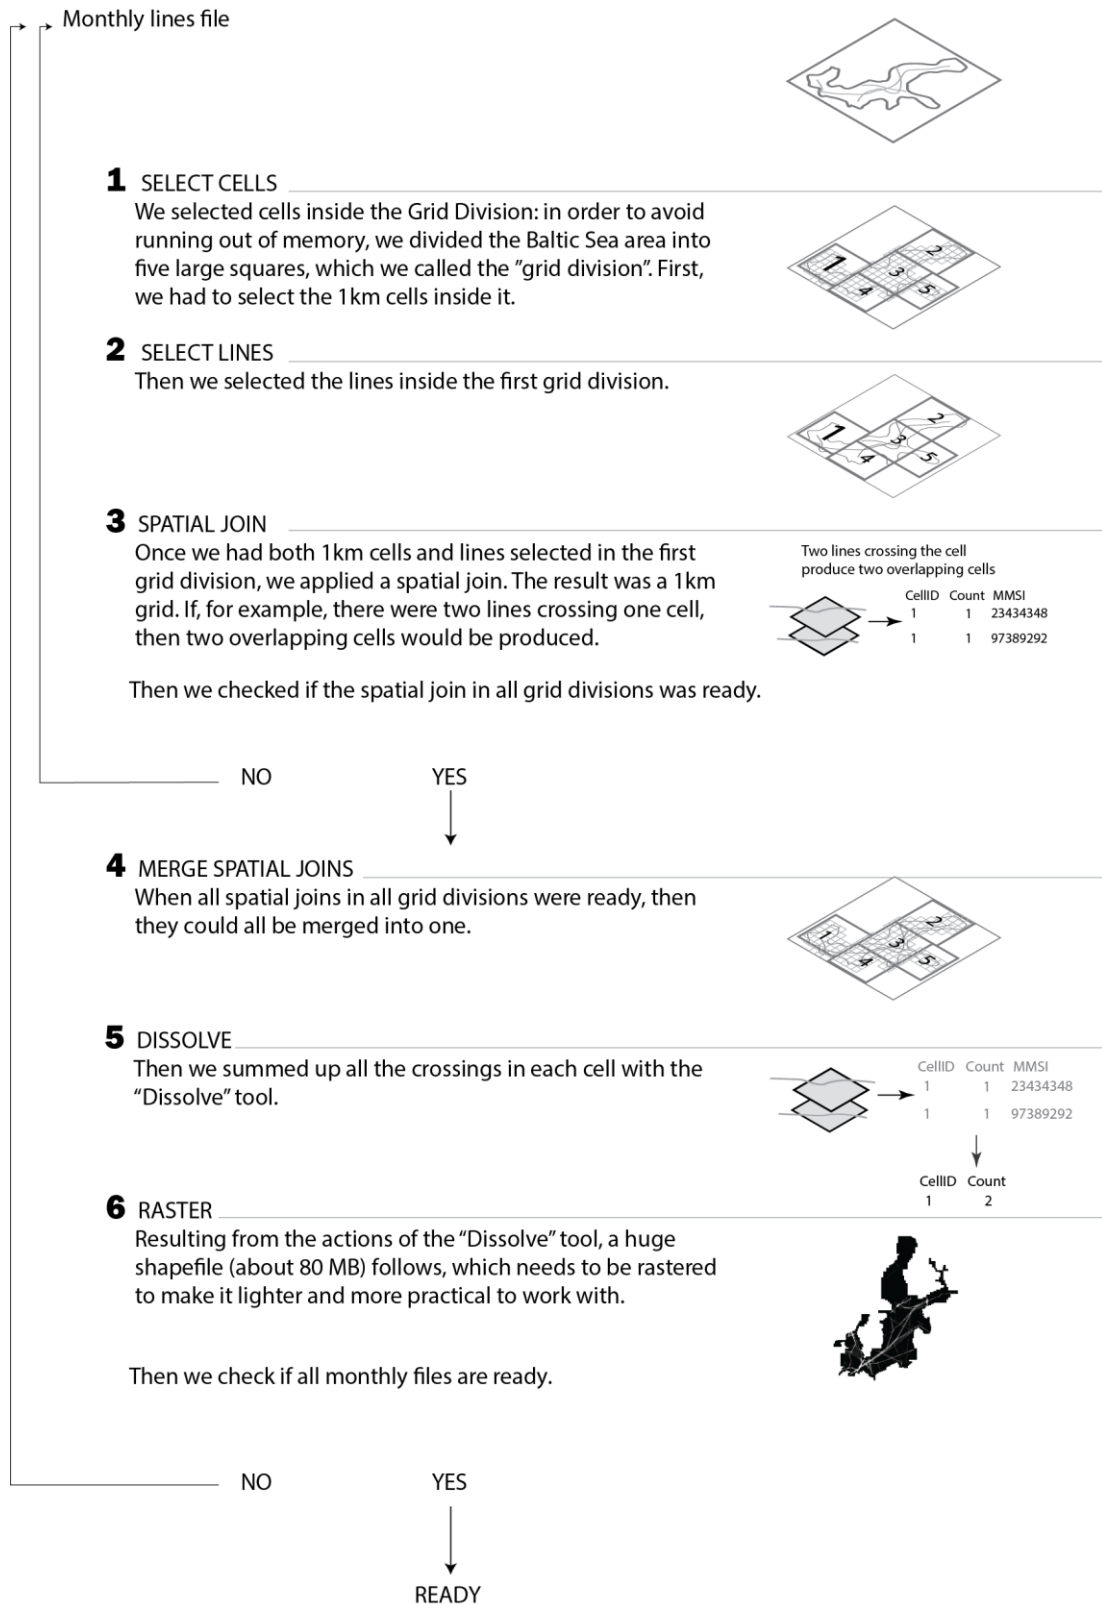 Monthly lines file
1 SELECT CELLS
We selected cells inside the Grid Division: in order to avoid
running out of memory, we divided the Baltic Sea area into
five large squares, which we called the ”grid division”. First,
we had to select the 1km cells inside it.
1
2
3
4
5
2 SELECT LINES
Then we selected the lines inside the first grid division.
1
2
3
4
5
3 SPATIAL JOIN
Once we had both 1km cells and lines selected in the first
grid division, we applied a spatial join. The result was a 1km
grid. If, for example, there were two lines crossing one cell,
then two overlapping cells would be produced.
Two lines crossing the cell
produce two overlapping cells
CellID Count MMSI
1 1 23434348
1 1 97389292
Then we checked if the spatial join in all grid divisions was ready.
NO YES
4 MERGE SPATIAL JOINS
When all spatial joins in all grid divisions were ready, then
they could all be merged into one.
1
2
3
4
5
5 DISSOLVE
Then we summed up all the crossings in each cell with the
“Dissolve” tool.
CellID Count MMSI
1 1 23434348
1 1 97389292
CellID Count
1 2
6 RASTER
Resulting from the actions of the “Dissolve” tool, a huge
shapefile (about 80 MB) follows, which needs to be rastered
to make it lighter and more practical to work with.
Then we check if all monthly files are ready.
NO YES
READY